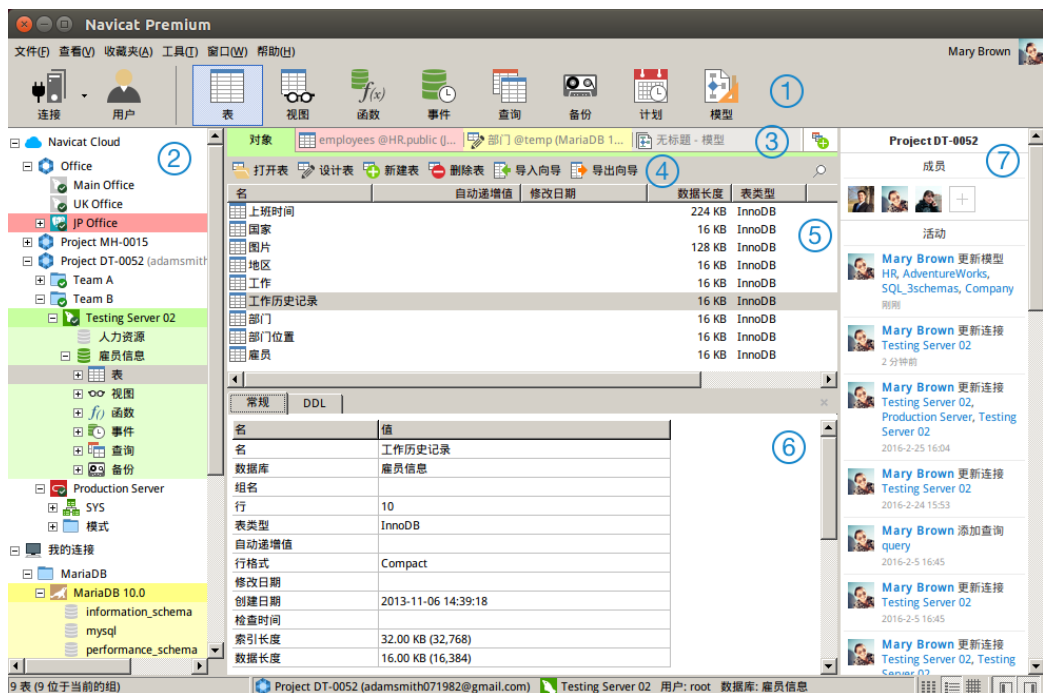 Navicat Premium
文件(F) 查看(V) 收藏夹(A) 工具(T) 窗口(W) 帮助(H) Mary Brown
连接 用户 表 视图 函数 事件 查询 备份 计划 模型
f(x)
1
Navicat Cloud
2
Office
Main Office
UK Office
JP Office
Project MH-0015
Project DT-0052 (adamsmith
Team A
Team B
Testing Server 02
人力资源
雇员信息
表
视图
f() 函数
事件
查询
备份
Production Server
SYS
模式
我的连接
MariaDB
MariaDB 10.0
information_schema
mysql
performance_schema
对象 employees @HR.public (J... 部门 @temp (MariaDB 1... 无标题 - 模型
3
打开表 设计表 新建表 删除表 导入向导 导出向导
4
名 自动递增值 修改日期 数据长度 表类型
上班时间 224 KB InnoDB
国家 16 KB InnoDB
图片 128 KB InnoDB
地区 16 KB InnoDB
工作 16 KB InnoDB
工作历史记录 16 KB InnoDB
部门 16 KB InnoDB
部门位置 16 KB InnoDB
雇员 16 KB InnoDB
5
常规 DDL
名 值
名 工作历史记录
数据库 雇员信息
组名
行 10
表类型 InnoDB
自动递增值
行格式 Compact
修改日期
创建日期 2013-11-06 14:39:18
检查时间
索引长度 32.00 KB (32,768)
数据长度 16.00 KB (16,384)
6
Project DT-0052
7
成员
活动
Mary Brown 更新模型
HR, AdventureWorks,
SQL_3schemas, Company
刚刚
Mary Brown 更新连接
Testing Server 02
2 分钟前
Mary Brown 更新连接
Testing Server 02,
Production Server, Testing
Server 02
2016-2-25 16:04
Mary Brown 更新连接
Testing Server 02
2016-2-24 15:53
Mary Brown 添加查询
query
2016-2-5 16:45
Mary Brown 更新连接
Testing Server 02
2016-2-5 16:45
Mary Brown 更新连接
Testing Server 02, Testing
Server 02
9 表 (9 位于当前的组) Project DT-0052 (adamsmith071982@gmail.com) Testing Server 02 用户: root 数据库: 雇员信息